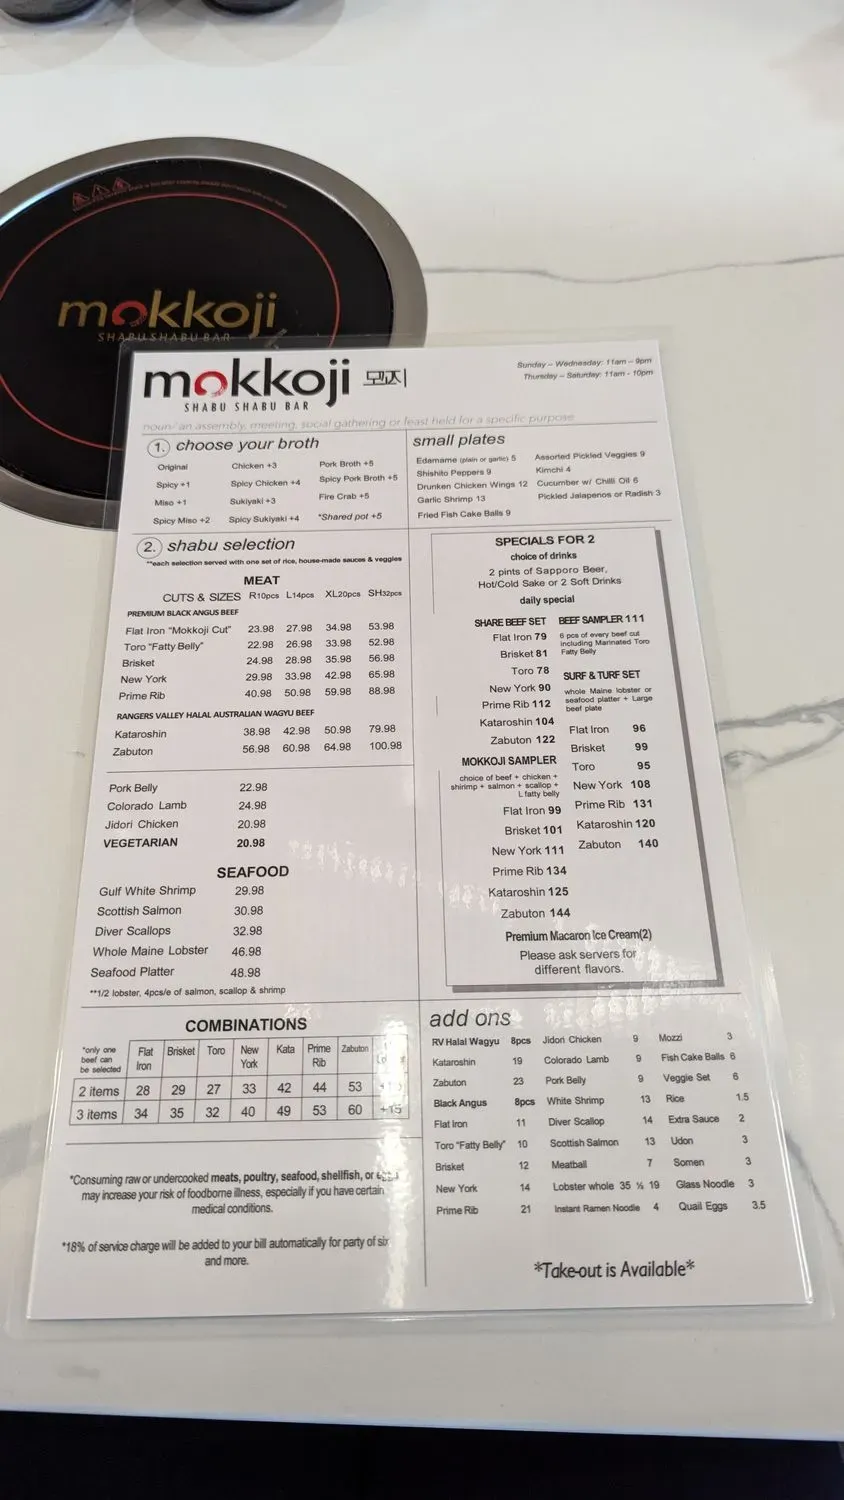 mokkoji
SHABU SHABU BAR
mokkoji 모꼬지
SHABU SHABU BAR
Sunday – Wednesday: 11am – 9pm
Thursday – Saturday: 11am - 10pm
noun- an assembly, meeting, social gathering or feast held for a specific purpose
1. choose your broth
Original Chicken +3 Pork Broth +5
Spicy +1 Spicy Chicken +4 Spicy Pork Broth +5
Miso +1 Sukiyaki +3 Fire Crab +5
Spicy Miso +2 Spicy Sukiyaki +4 *Shared pot +5
small plates
Edamame (plain or garlic) 5 Assorted Pickled Veggies 9
Shishito Peppers 9 Kimchi 4
Drunken Chicken Wings 12 Cucumber w/ Chilli Oil 6
Garlic Shrimp 13 Pickled Jalapenos or Radish 3
Fried Fish Cake Balls 9
2. shabu selection
**each selection served with one set of rice, house-made sauces & veggies
MEAT
CUTS & SIZES R10pcs L14pcs XL20pcs SH32pcs
PREMIUM BLACK ANGUS BEEF
Flat Iron "Mokkoji Cut" 23.98 27.98 34.98 53.98
Toro "Fatty Belly" 22.98 26.98 33.98 52.98
Brisket 24.98 28.98 35.98 56.98
New York 29.98 33.98 42.98 65.98
Prime Rib 40.98 50.98 59.98 88.98
RANGERS VALLEY HALAL AUSTRALIAN WAGYU BEEF
Kataroshin 38.98 42.98 50.98 79.98
Zabuton 56.98 60.98 64.98 100.98
Pork Belly 22.98
Colorado Lamb 24.98
Jidori Chicken 20.98
VEGETARIAN 20.98
SEAFOOD
Gulf White Shrimp 29.98
Scottish Salmon 30.98
Diver Scallops 32.98
Whole Maine Lobster 46.98
Seafood Platter 48.98
**1/2 lobster, 4pcs/e of salmon, scallop & shrimp
SPECIALS FOR 2
choice of drinks
2 pints of Sapporo Beer,
Hot/Cold Sake or 2 Soft Drinks
daily special
SHARE BEEF SET
Flat Iron 79
Brisket 81
Toro 78
New York 90
Prime Rib 112
Kataroshin 104
Zabuton 122
MOKKOJI SAMPLER
choice of beef + chicken +
shirimp + salmon + scallop +
L fatty belly
Flat Iron 99
Brisket 101
New York 111
Prime Rib 134
Kataroshin 125
Zabuton 144
BEEF SAMPLER 111
6 pcs of every beef cut
including Marinated Toro
Fatty Belly
SURF & TURF SET
whole Maine lobster or
seafood platter + Large
beef plate
Flat Iron 96
Brisket 99
Toro 95
New York 108
Prime Rib 131
Kataroshin 120
Zabuton 140
Premium Macaron Ice Cream(2)
Please ask servers for
different flavors.
COMBINATIONS
*only one
beef can
be selected
Flat Iron Brisket Toro New York Kata Prime Rib Zabuton
2 items 28 29 27 33 42 44 53
3 items 34 35 32 40 49 53 60 +15
*Consuming raw or undercooked meats, poultry, seafood, shellfish, or eggs
may increase your risk of foodborne illness, especially if you have certain
medical conditions.
*18% of service charge will be added to your bill automatically for party of six
and more.
add ons
RV Halal Wagyu 8pcs Jidori Chicken 9 Mozzi 3
Kataroshin 19 Colorado Lamb 9 Fish Cake Balls 6
Zabuton 23 Pork Belly 9 Veggie Set 6
Black Angus 8pcs White Shrimp 13 Rice 1.5
Flat Iron 11 Diver Scallop 14 Extra Sauce 2
Toro "Fatty Belly" 10 Scottish Salmon 13 Udon 3
Brisket 12 Meatball 7 Somen 3
New York 14 Lobster whole 35 ½ 19 Glass Noodle 3
Prime Rib 21 Instant Ramen Noodle 4 Quail Eggs 3.5
*Take-out is Available*